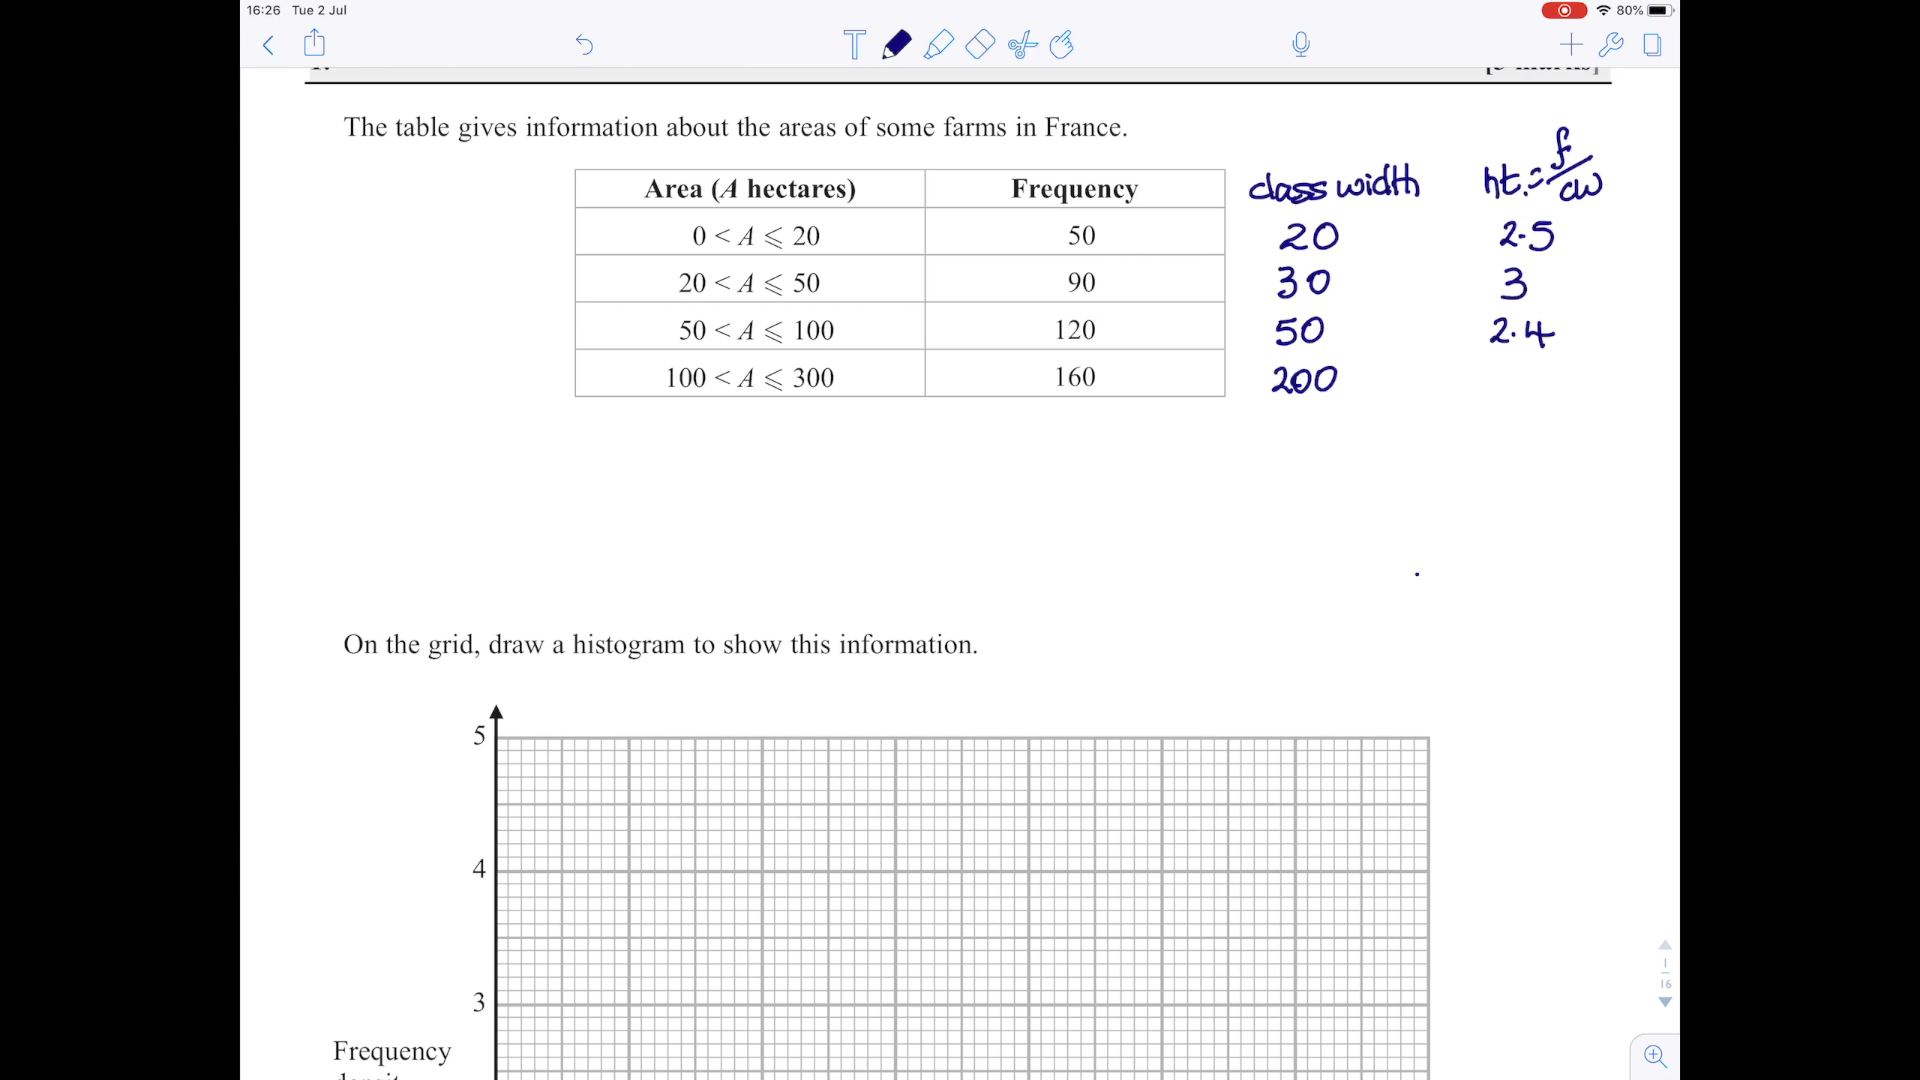 16:26 Tue 2 Jul
80%
The table gives information about the areas of some farms in France.
Area (A hectares) Frequency class width ht. = f/cw
0 < A ⩽ 20 50 20 2.5
20 < A ⩽ 50 90 30 3
50 < A ⩽ 100 120 50 2.4
100 < A ⩽ 300 160 200
On the grid, draw a histogram to show this information.
5
4
3
Frequency
1
16